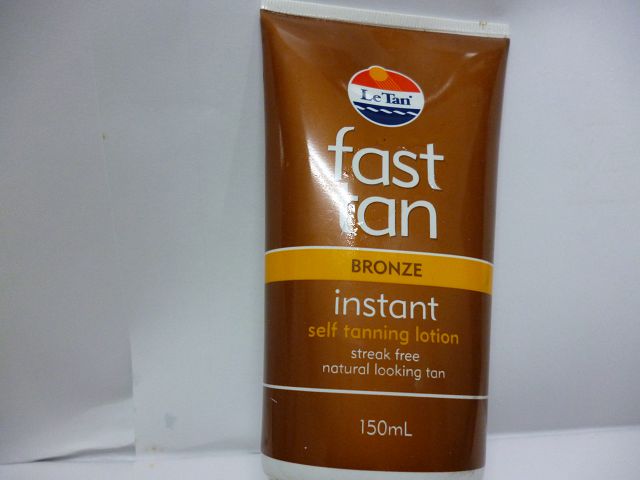 Le Tan®
fast
tan
BRONZE
instant
self tanning lotion
streak free
natural looking tan
150mL